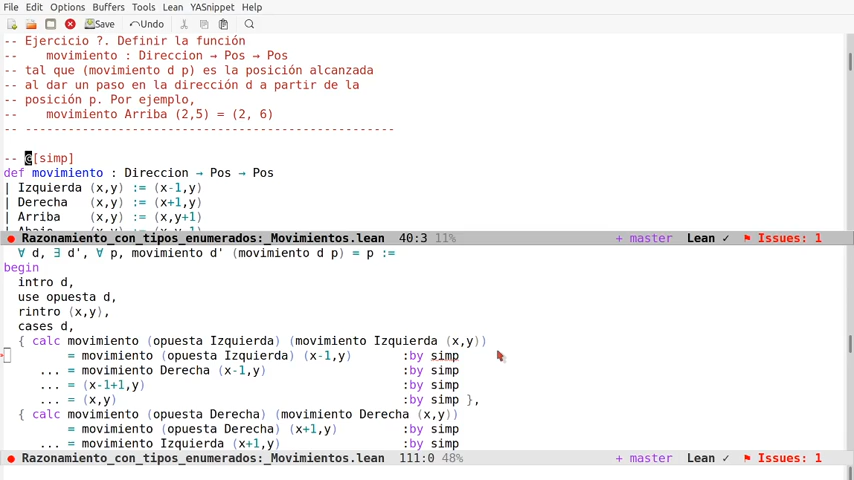 File Edit Options Buffers Tools Lean YASnippet Help
Save Undo
-- Ejercicio ?. Definir la función
--    movimiento : Direccion → Pos → Pos
-- tal que (movimiento d p) es la posición alcanzada
-- al dar un paso en la dirección d a partir de la
-- posición p. Por ejemplo,
--    movimiento Arriba (2,5) = (2, 6)
-- ----------------------------------------------------
-- @[simp]
def movimiento : Direccion → Pos → Pos
| Izquierda (x,y) := (x-1,y)
| Derecha   (x,y) := (x+1,y)
| Arriba    (x,y) := (x,y+1)
| Abajo     (x,y) := (x,y-1)
Razonamiento_con_tipos_enumerados:_Movimientos.lean  40:3 11%  + master  Lean ✓  Issues: 1
  ∀ d, ∃ d', ∀ p, movimiento d' (movimiento d p) = p :=
begin
  intro d,
  use opuesta d,
  rintro (x,y),
  cases d,
  { calc movimiento (opuesta Izquierda) (movimiento Izquierda (x,y))
         = movimiento (opuesta Izquierda) (x-1,y)       :by simp
     ... = movimiento Derecha (x-1,y)                   :by simp
     ... = (x-1+1,y)                                    :by simp
     ... = (x,y)                                        :by simp },
  { calc movimiento (opuesta Derecha) (movimiento Derecha (x,y))
         = movimiento (opuesta Derecha) (x+1,y)         :by simp
     ... = movimiento Izquierda (x+1,y)                 :by simp
Razonamiento_con_tipos_enumerados:_Movimientos.lean  111:0 48%  + master  Lean ✓  Issues: 1